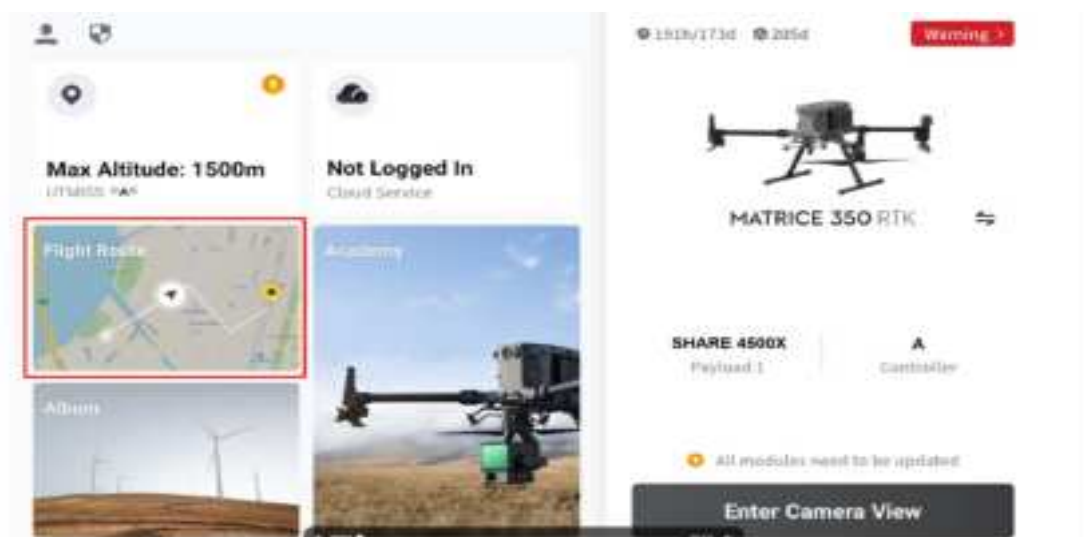 Warning >
Max Altitude: 1500m
Not Logged In
Cloud Service
Flight Route
Academy
MATRICE 350 RTK
SHARE 4500X
Payload 1
A
Controller
Album
All modules need to be updated
Enter Camera View